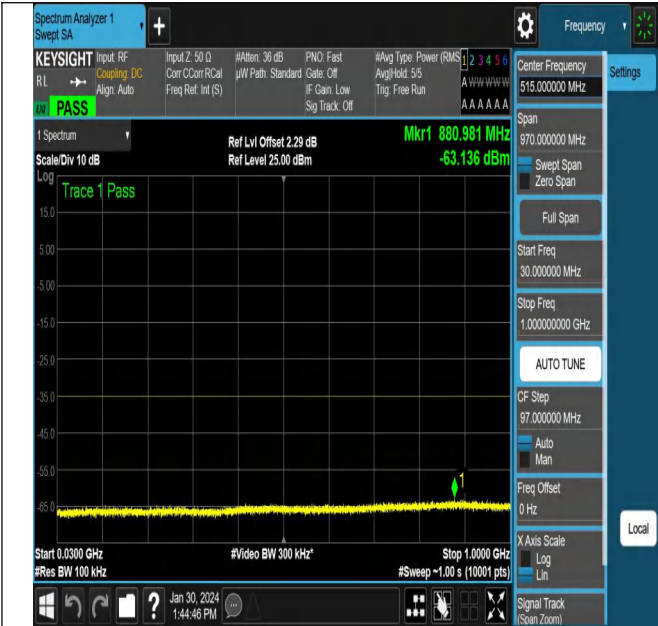 Spectrum Analyzer 1
Swept SA
+
Frequency
KEYSIGHT
RL
Input: RF
Coupling: DC
Align: Auto
Input Z: 50 Ω
Corr CCorr RCal
Freq Ref: Int (S)
#Atten: 36 dB
µW Path: Standard
PNO: Fast
Gate: Off
IF Gain: Low
Sig Track: Off
#Avg Type: Power (RMS
Avg|Hold: 5/5
Trig: Free Run
1 2 3 4 5 6
A W W W W W
A A A A A A
LXI PASS
1 Spectrum
Scale/Div 10 dB
Ref Lvl Offset 2.29 dB
Ref Level 25.00 dBm
Mkr1 880.981 MHz
-63.136 dBm
Log
Trace 1 Pass
15.0
5.00
-5.00
-15.0
-25.0
-35.0
-45.0
-55.0
-65.0
1
Start 0.0300 GHz
#Res BW 100 kHz
#Video BW 300 kHz*
Stop 1.0000 GHz
#Sweep ~1.00 s (10001 pts)
?
Jan 30, 2024
1:44:46 PM
Center Frequency
515.000000 MHz
Settings
Span
970.000000 MHz
Swept Span
Zero Span
Full Span
Start Freq
30.000000 MHz
Stop Freq
1.000000000 GHz
AUTO TUNE
CF Step
97.000000 MHz
Auto
Man
Freq Offset
0 Hz
Local
X Axis Scale
Log
Lin
Signal Track
(Span Zoom)